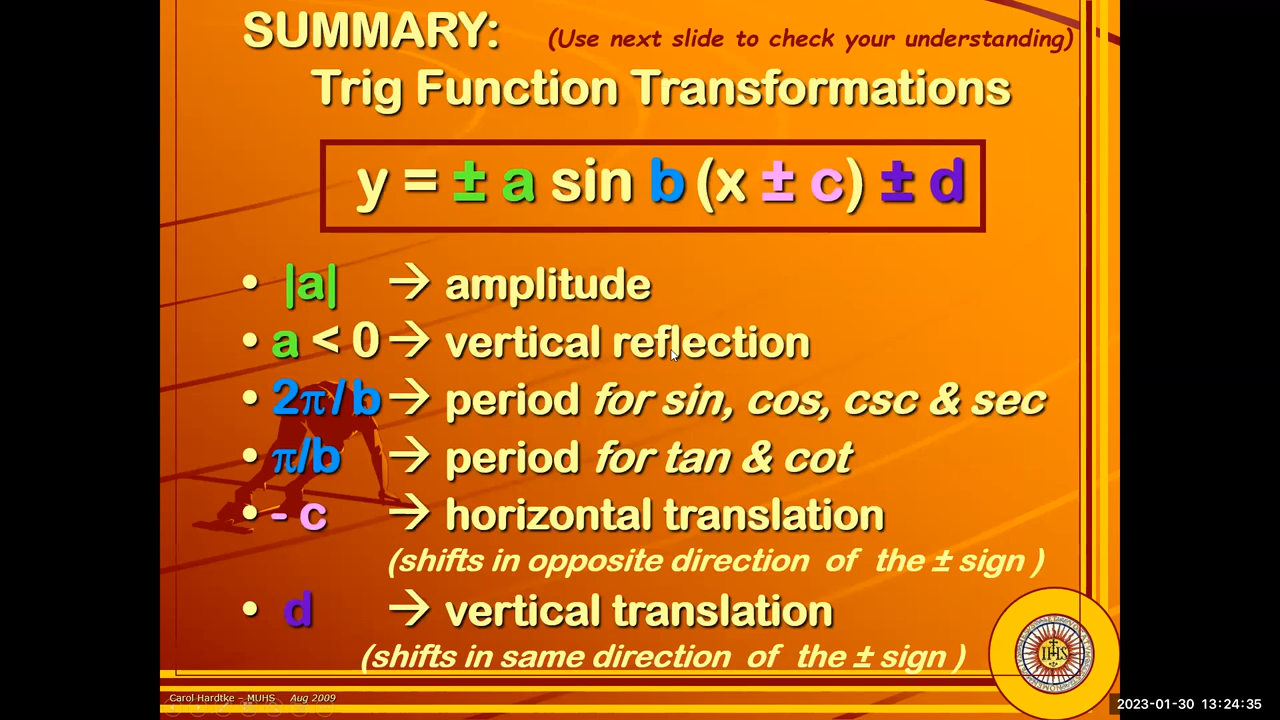 SUMMARY: (Use next slide to check your understanding)
Trig Function Transformations
y = ± a sin b (x ± c) ± d
• |a| → amplitude
• a < 0 → vertical reflection
• 2π/b → period for sin, cos, csc & sec
• π/b → period for tan & cot
• - c → horizontal translation
(shifts in opposite direction of the ± sign )
• d → vertical translation
(shifts in same direction of the ± sign )
IHS
Carol Hardtke – MUHS Aug 2009
2023-01-30 13:24:35